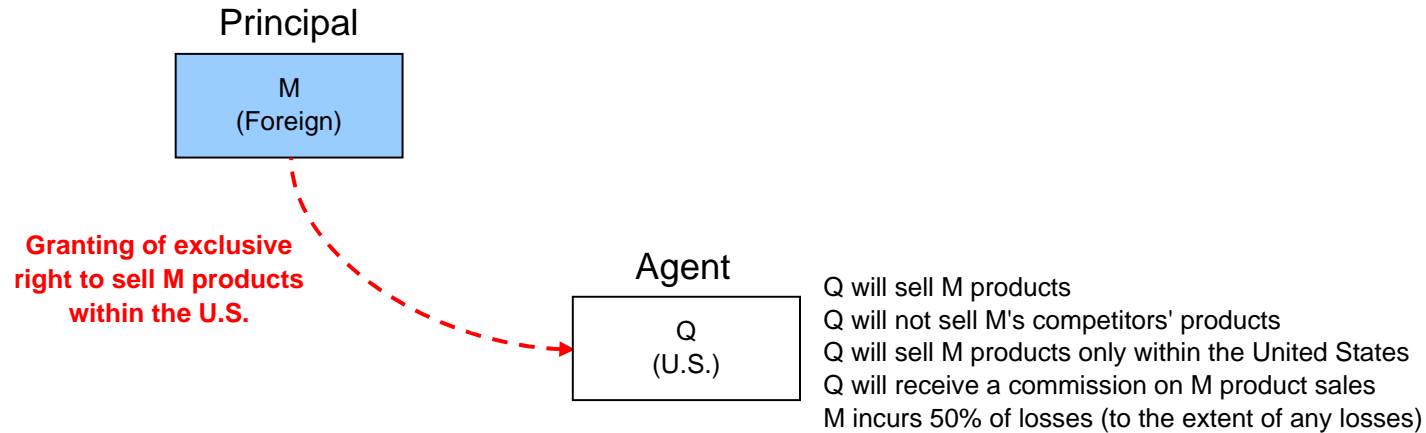 Principal
M
(Foreign)
Granting of exclusive
right to sell M products
within the U.S.
Agent
Q
(U.S.)
Q will sell M products
Q will not sell M's competitors' products
Q will sell M products only within the United States
Q will receive a commission on M product sales
M incurs 50% of losses (to the extent of any losses)